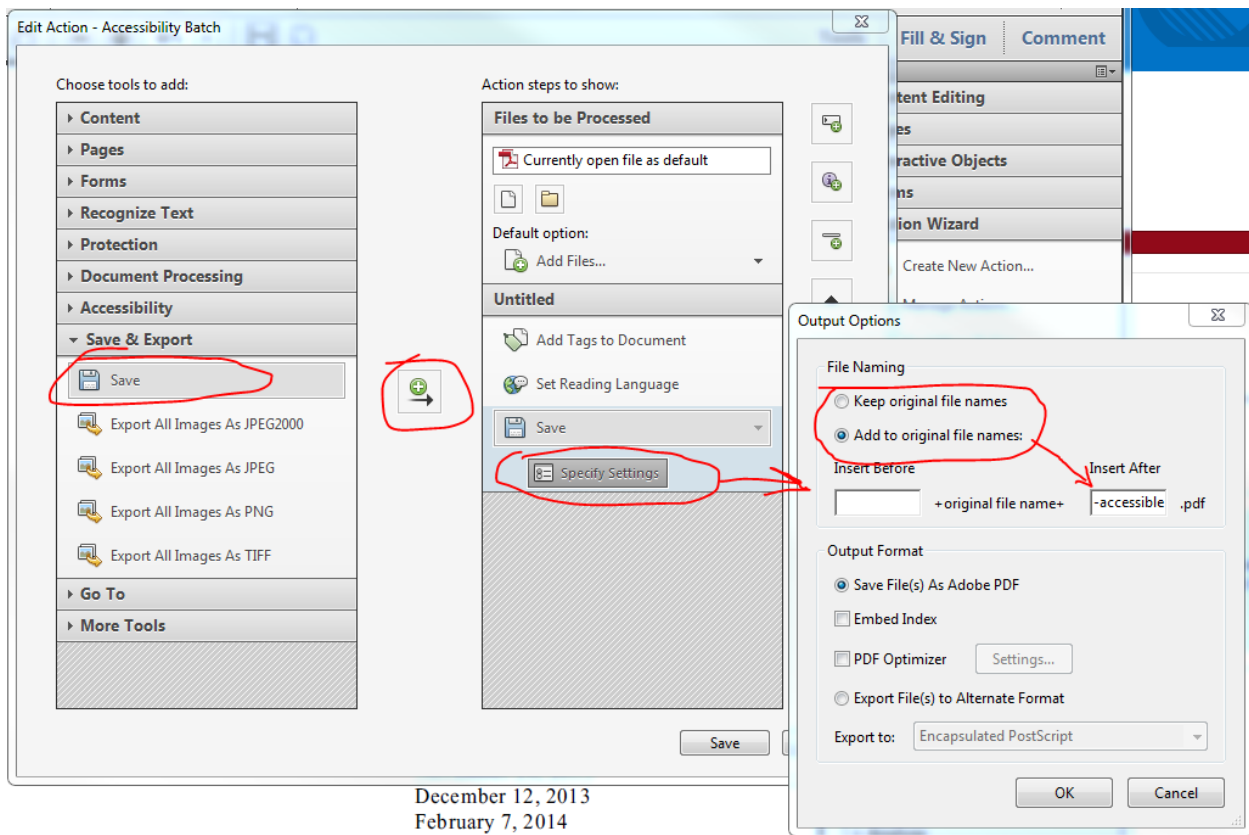 Edit Action - Accessibility Batch
Fill & Sign
Comment
Choose tools to add:
Content
Pages
Forms
Recognize Text
Protection
Document Processing
Accessibility
Save & Export
Save
Export All Images As JPEG2000
Export All Images As JPEG
Export All Images As PNG
Export All Images As TIFF
Go To
More Tools
Action steps to show:
Files to be Processed
Currently open file as default
Default option:
Add Files...
Untitled
Add Tags to Document
Set Reading Language
Save
Specify Settings
Save
tent Editing
es
ractive Objects
ms
ion Wizard
Create New Action...
Output Options
File Naming
Keep original file names
Add to original file names:
Insert Before
Insert After
+original file name+
-accessible
.pdf
Output Format
Save File(s) As Adobe PDF
Embed Index
PDF Optimizer
Settings...
Export File(s) to Alternate Format
Export to:
Encapsulated PostScript
OK
Cancel
December 12, 2013
February 7, 2014